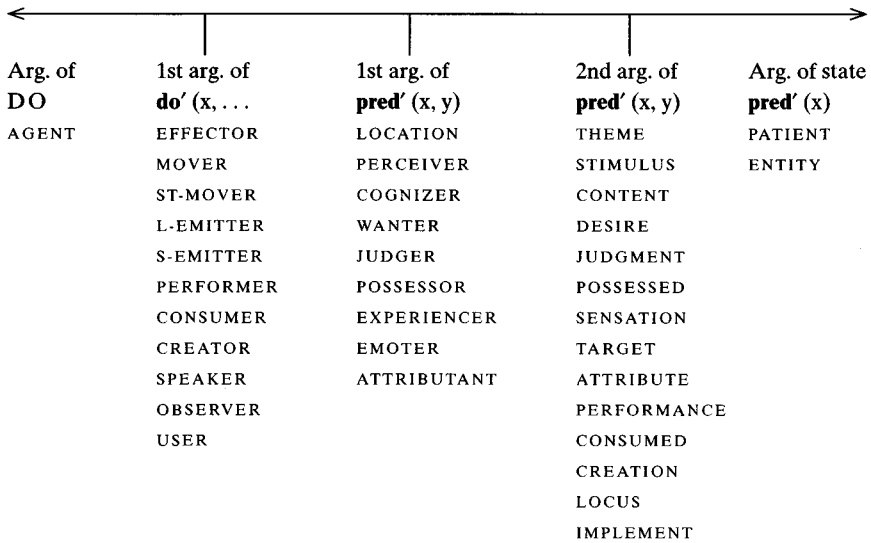 Arg. of 1st arg. of 1st arg. of 2nd arg. of Arg. of state
DO do′ (x, . . . pred′ (x, y) pred′ (x, y) pred′ (x)
AGENT EFFECTOR LOCATION THEME PATIENT
MOVER PERCEIVER STIMULUS ENTITY
ST-MOVER COGNIZER CONTENT
L-EMITTER WANTER DESIRE
S-EMITTER JUDGER JUDGMENT
PERFORMER POSSESSOR POSSESSED
CONSUMER EXPERIENCER SENSATION
CREATOR EMOTER TARGET
SPEAKER ATTRIBUTANT ATTRIBUTE
OBSERVER PERFORMANCE
USER CONSUMED
CREATION
LOCUS
IMPLEMENT